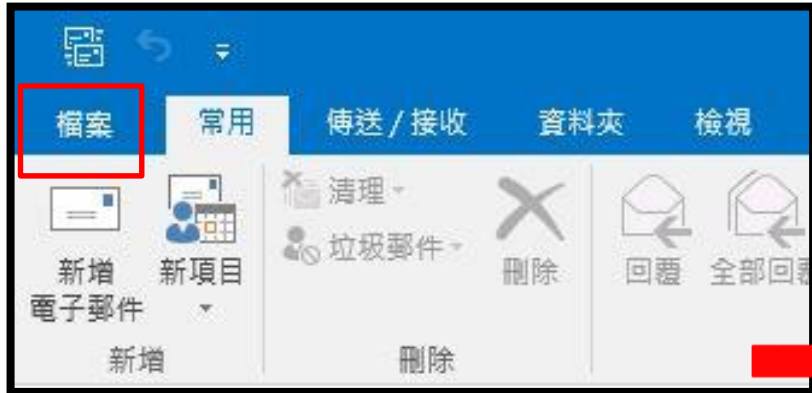 檔案 常用 傳送 / 接收 資料夾 檢視
清理
垃圾郵件
新增
電子郵件
新項目
刪除
回覆 全部回覆
新增 刪除